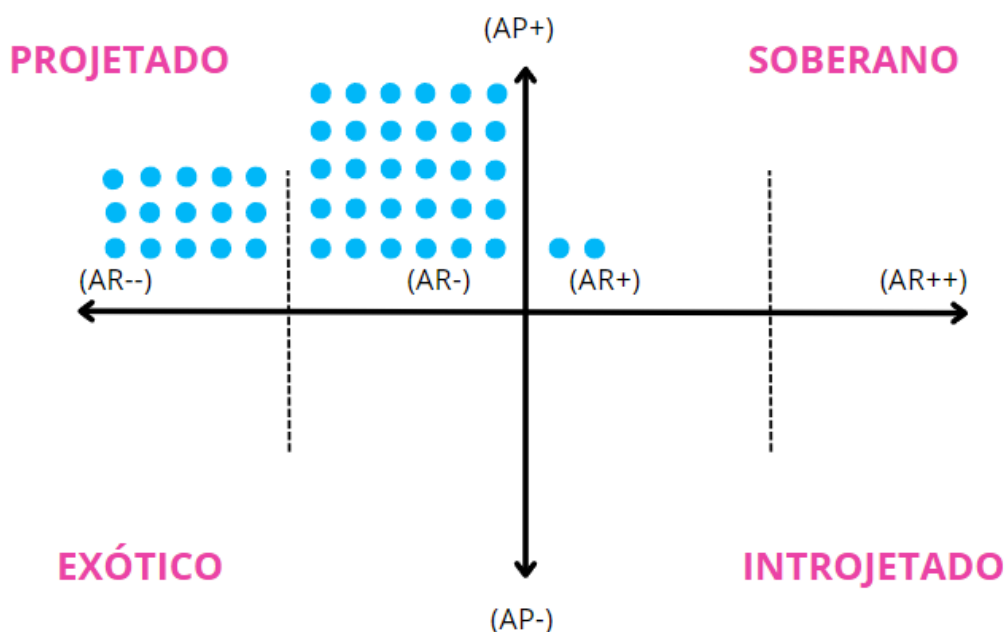 (AP+)
PROJETADO
SOBERANO
(AR--)
(AR-)
(AR+)
(AR++)
EXÓTICO
INTROJETADO
(AP-)